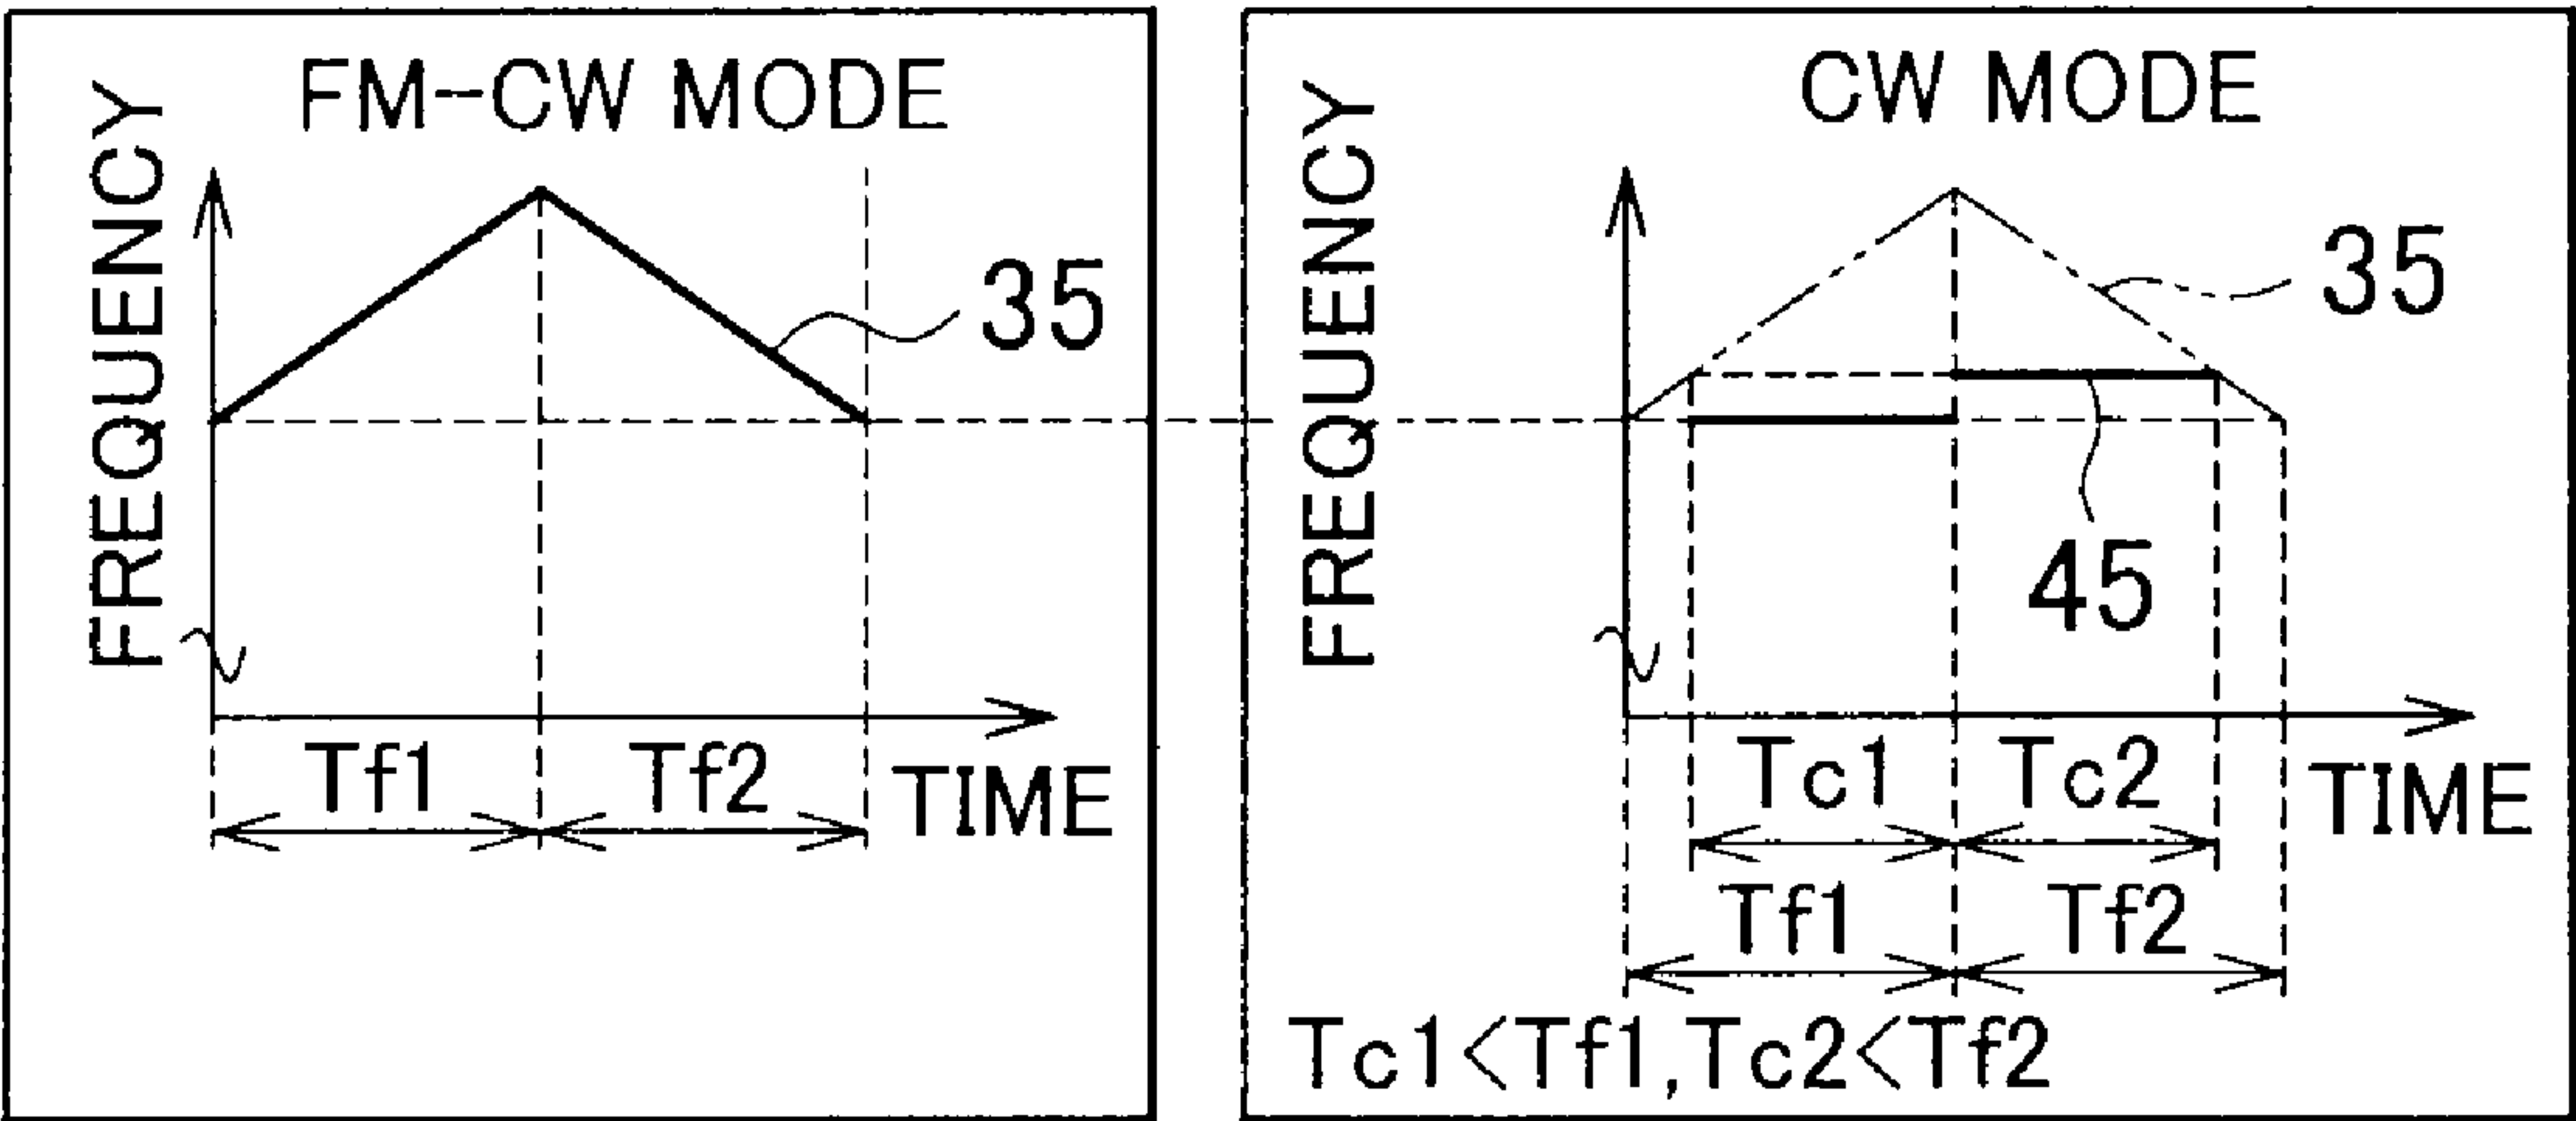 FM-CW MODE
FREQUENCY
35
Tf1
Tf2
TIME
CW MODE
FREQUENCY
35
45
Tc1
Tc2
TIME
Tf1
Tf2
Tc1<Tf1,Tc2<Tf2